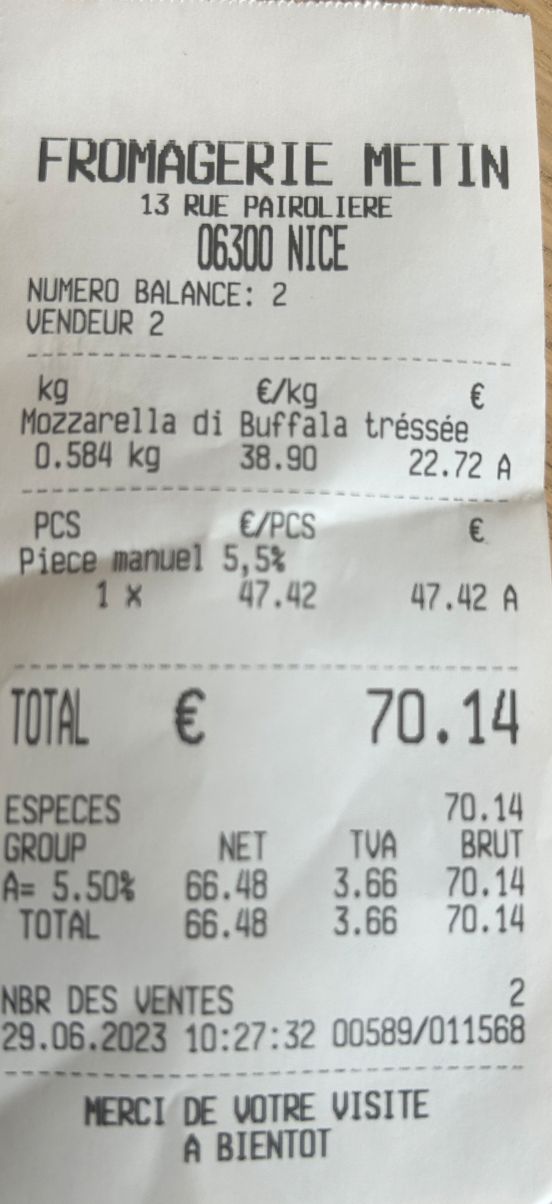 FROMAGERIE METIN
13 RUE PAIROLIERE
06300 NICE
NUMERO BALANCE: 2
VENDEUR 2
kg €/kg €
Mozzarella di Buffala tréssée
0.584 kg 38.90 22.72 A
PCS €/PCS €
Piece manuel 5,5%
1 x 47.42 47.42 A
TOTAL € 70.14
ESPECES 70.14
GROUP NET TVA BRUT
A= 5.50% 66.48 3.66 70.14
TOTAL 66.48 3.66 70.14
NBR DES VENTES 2
29.06.2023 10:27:32 00589/011568
MERCI DE VOTRE VISITE
A BIENTOT